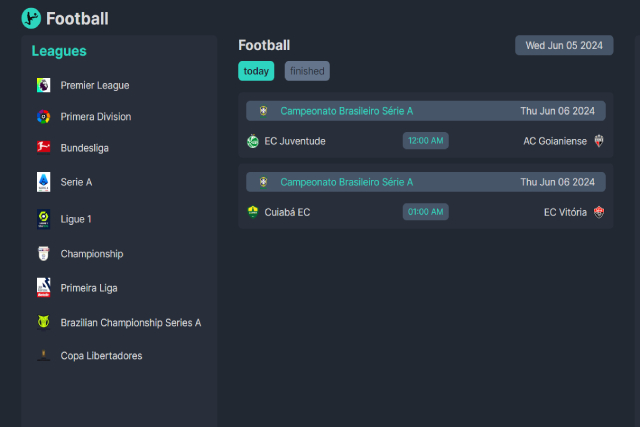 Football
Leagues
Premier League
Primera Division
Bundesliga
Serie A
Ligue 1
Championship
Primeira Liga
Brazilian Championship Series A
Copa Libertadores
Football
Wed Jun 05 2024
today finished
Campeonato Brasileiro Série A Thu Jun 06 2024
EC Juventude 12:00 AM AC Goianiense
Campeonato Brasileiro Série A Thu Jun 06 2024
Cuiabá EC 01:00 AM EC Vitória